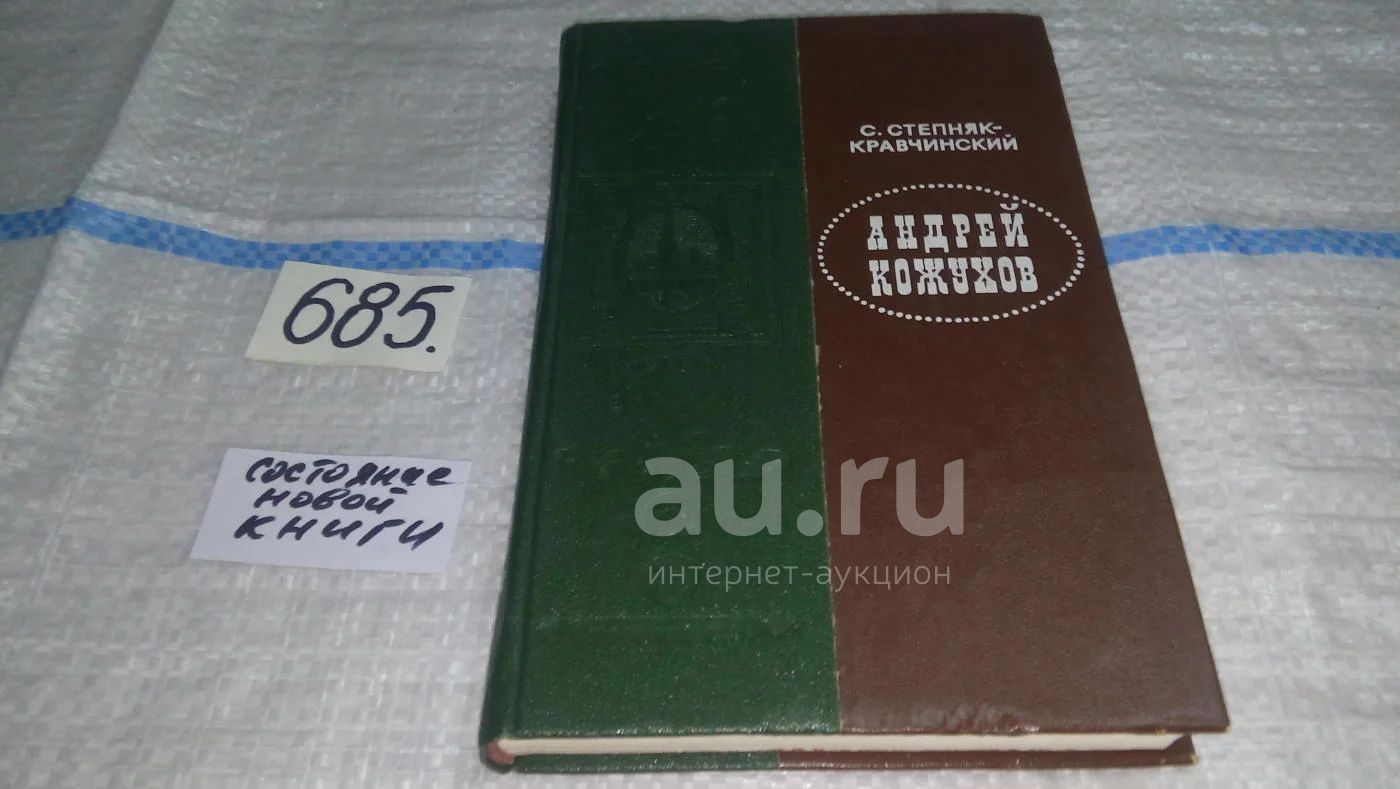 С. СТЕПНЯК-
КРАВЧИНСКИЙ
АНДРЕЙ
КОЖУХОВ
685.
состояние
новой
книги
au.ru
интернет-аукцион